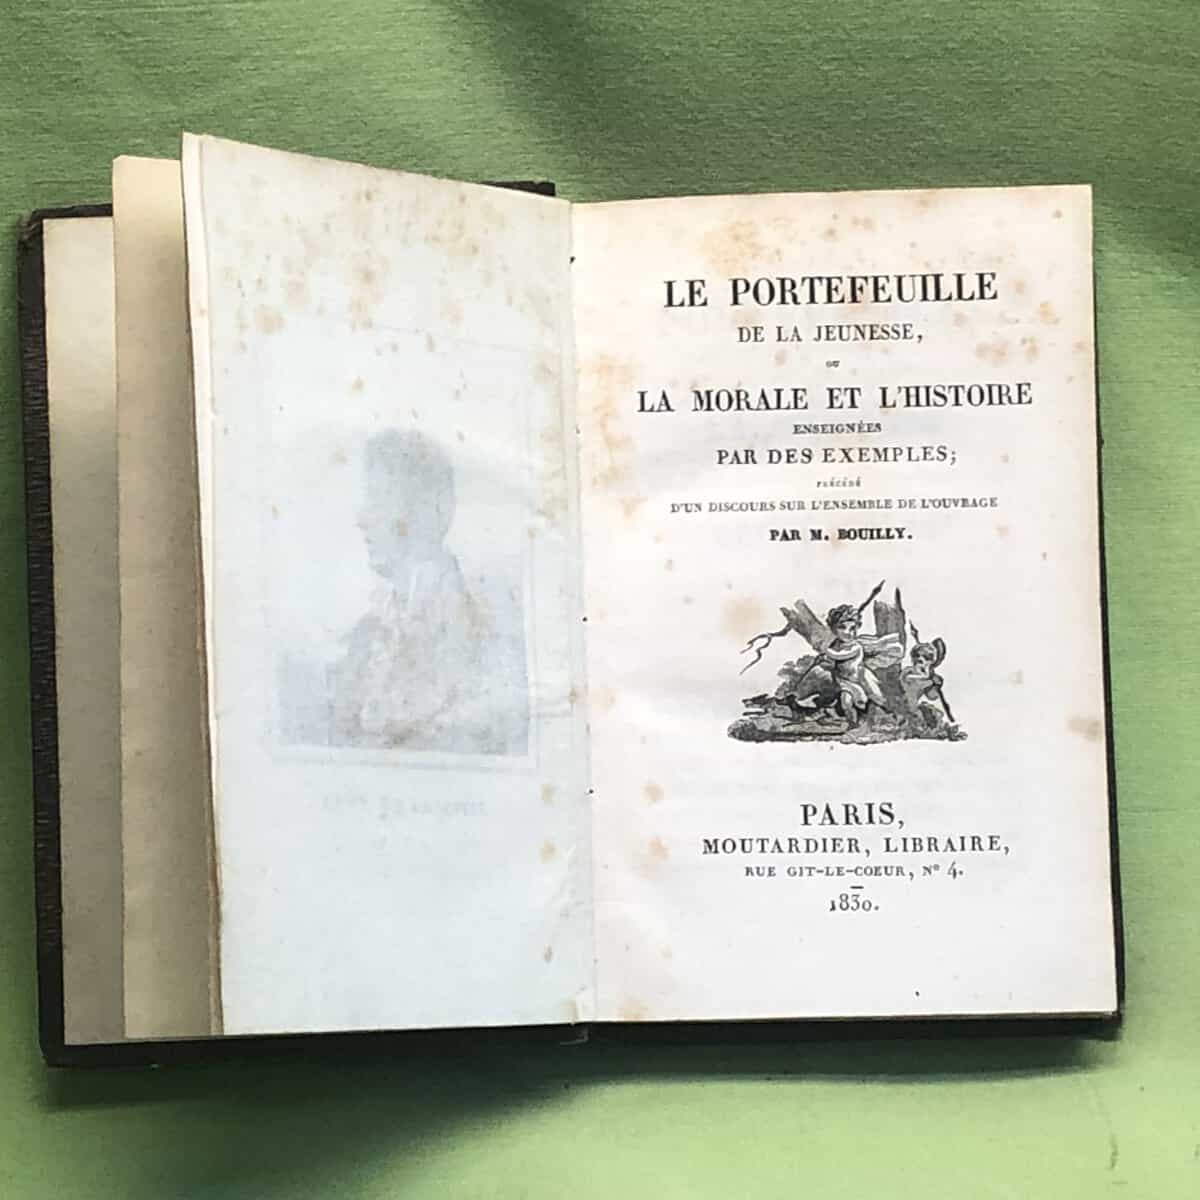 LE PORTEFEUILLE
DE LA JEUNESSE,
OU
LA MORALE ET L'HISTOIRE
ENSEIGNÉES
PAR DES EXEMPLES;
PRÉCÉDÉ
D'UN DISCOURS SUR L'ENSEMBLE DE L'OUVRAGE
PAR M. BOUILLY.
PARIS,
MOUTARDIER, LIBRAIRE,
RUE GIT-LE-COEUR, N° 4.
1830.